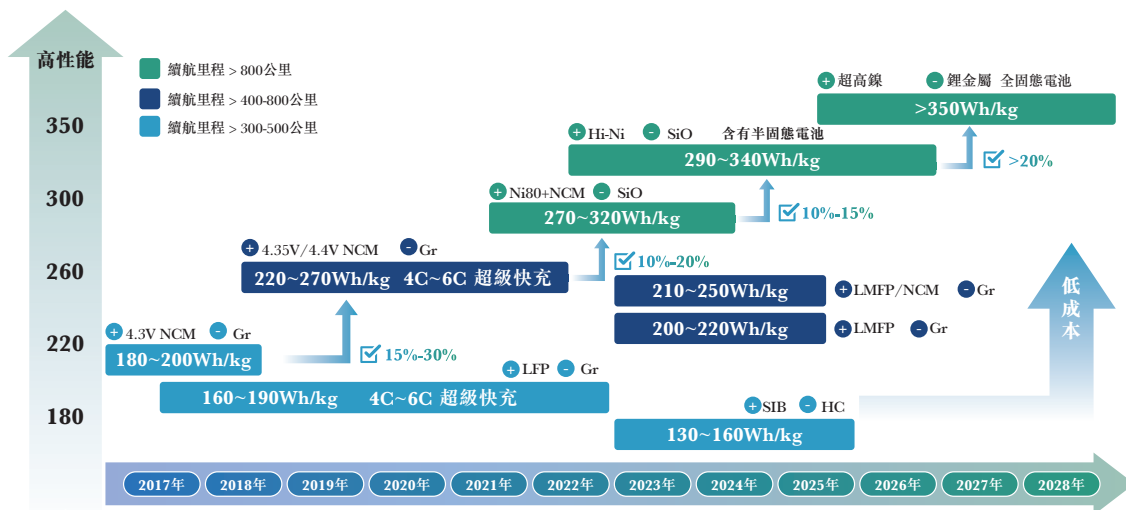 高性能
350
300
260
220
180
續航里程 > 800公里
續航里程 > 400-800公里
續航里程 > 300-500公里
+ 超高鎳 - 鋰金屬 全固態電池
>350Wh/kg
+ Hi-Ni - SiO 含有半固態電池
290~340Wh/kg
>20%
+ Ni80+NCM - SiO
270~320Wh/kg
10%-15%
+ 4.35V/4.4V NCM - Gr
220~270Wh/kg 4C~6C 超級快充
10%-20%
210~250Wh/kg
+ LMFP/NCM - Gr
200~220Wh/kg
+ LMFP - Gr
+ 4.3V NCM - Gr
180~200Wh/kg
15%-30%
+ LFP - Gr
160~190Wh/kg 4C~6C 超級快充
+ SIB - HC
130~160Wh/kg
低成本
2017年 2018年 2019年 2020年 2021年 2022年 2023年 2024年 2025年 2026年 2027年 2028年